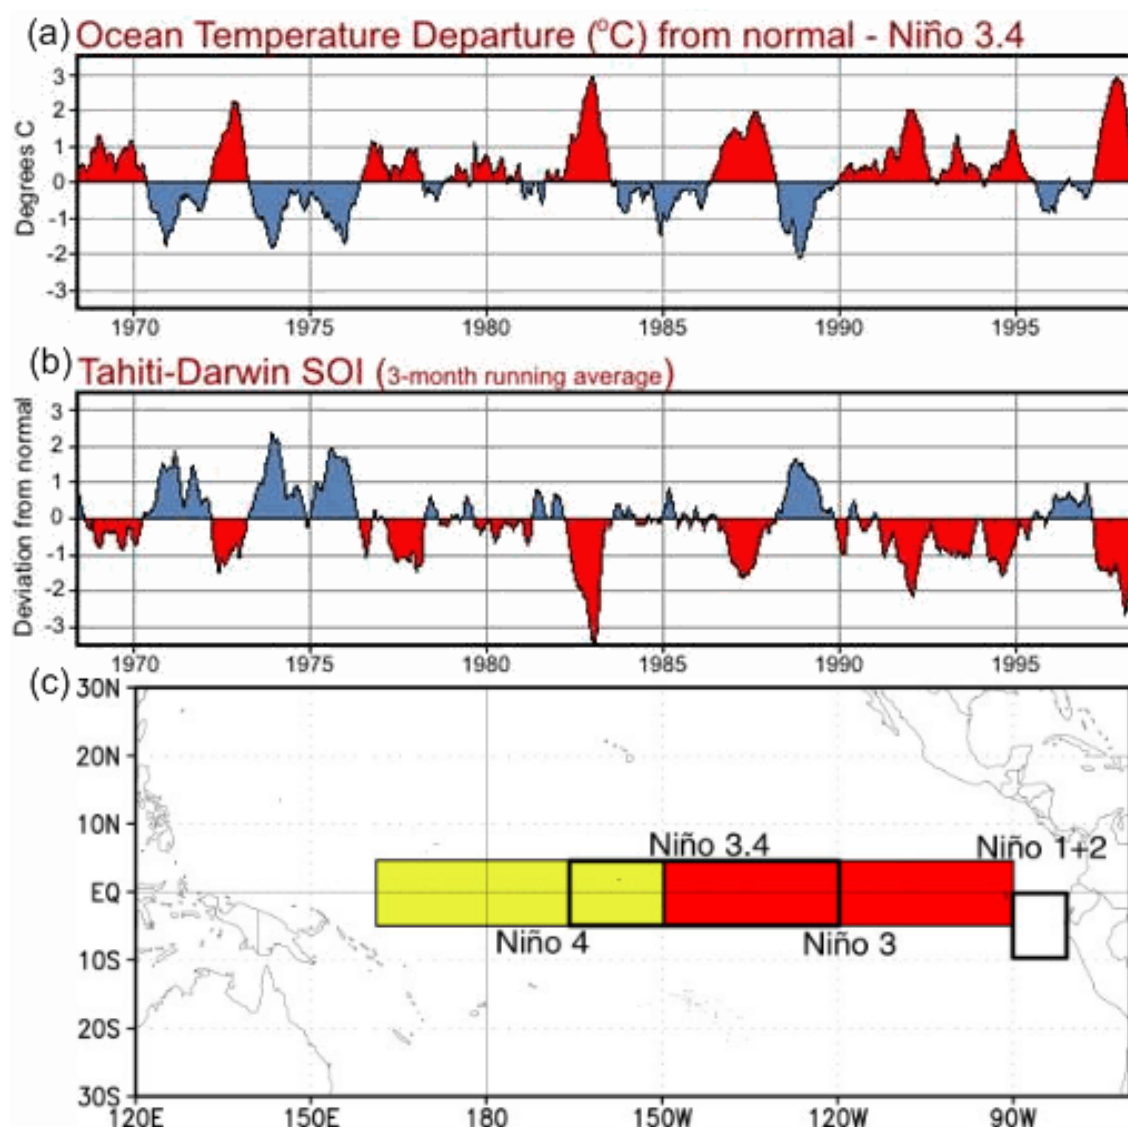 (a) Ocean Temperature Departure (°C) from normal - Niño 3.4
Degrees C
3
2
1
0
-1
-2
-3
1970 1975 1980 1985 1990 1995
(b) Tahiti-Darwin SOI (3-month running average)
Deviation from normal
3
2
1
0
-1
-2
-3
1970 1975 1980 1985 1990 1995
(c)
30N
20N
10N
EQ
10S
20S
30S
Niño 3.4
Niño 1+2
Niño 4
Niño 3
120E 150E 180 150W 120W 90W